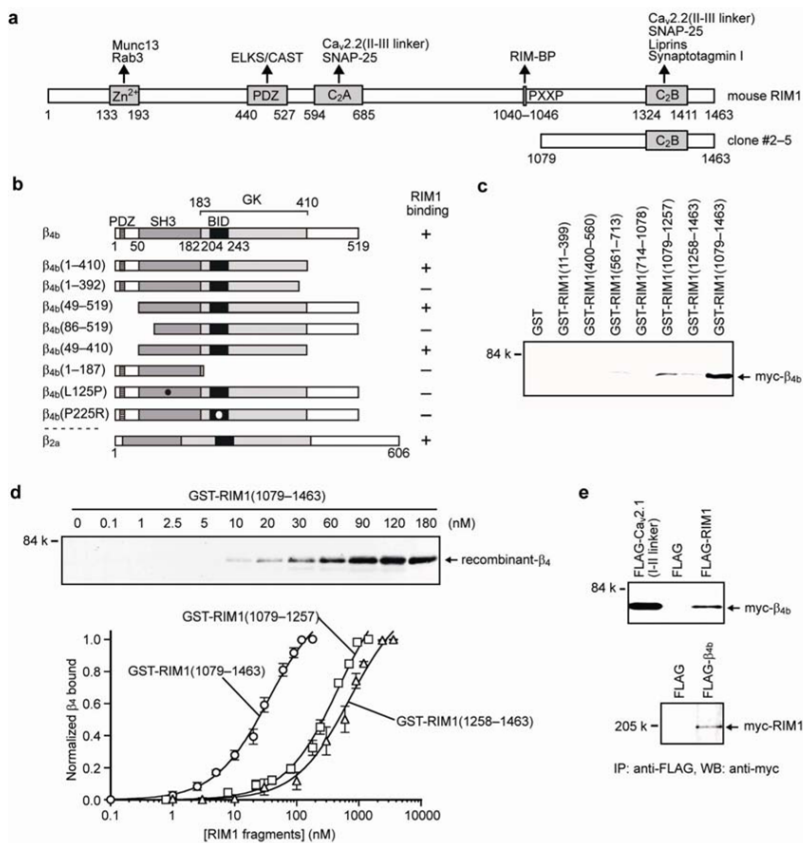 a
Munc13
Rab3
ELKS/CAST
Caᵥ2.2(II-III linker)
SNAP-25
RIM-BP
Caᵥ2.2(II-III linker)
SNAP-25
Liprins
Synaptotagmin I
Zn²⁺
PDZ
C₂A
PXXP
C₂B
mouse RIM1
1
133
193
440
527
594
685
1040–1046
1324
1411
1463
C₂B
clone #2–5
1079
1463
b
183
GK
410
RIM1
binding
PDZ
SH3
BID
β₄b
+
1
50
182
204
243
519
β₄b(1–410)
+
β₄b(1–392)
–
β₄b(49–519)
+
β₄b(86–519)
–
β₄b(49–410)
+
β₄b(1–187)
–
β₄b(L125P)
–
β₄b(P225R)
–
β₂a
+
1
606
c
GST
GST-RIM1(11–399)
GST-RIM1(400–560)
GST-RIM1(561–713)
GST-RIM1(714–1078)
GST-RIM1(1079–1257)
GST-RIM1(1258–1463)
GST-RIM1(1079–1463)
84 k
myc-β₄b
d
GST-RIM1(1079–1463)
0 0.1 1 2.5 5 10 20 30 60 90 120 180 (nM)
84 k
recombinant-β₄
GST-RIM1(1079–1257)
GST-RIM1(1079–1463)
GST-RIM1(1258–1463)
Normalized β₄ bound
1.0
0.8
0.6
0.4
0.2
0.0
0.1 1 10 100 1000 10000
[RIM1 fragments] (nM)
e
FLAG-Caᵥ2.1
(I-II linker)
FLAG
FLAG-RIM1
84 k
myc-β₄b
FLAG
FLAG-β₄b
205 k
myc-RIM1
IP: anti-FLAG, WB: anti-myc